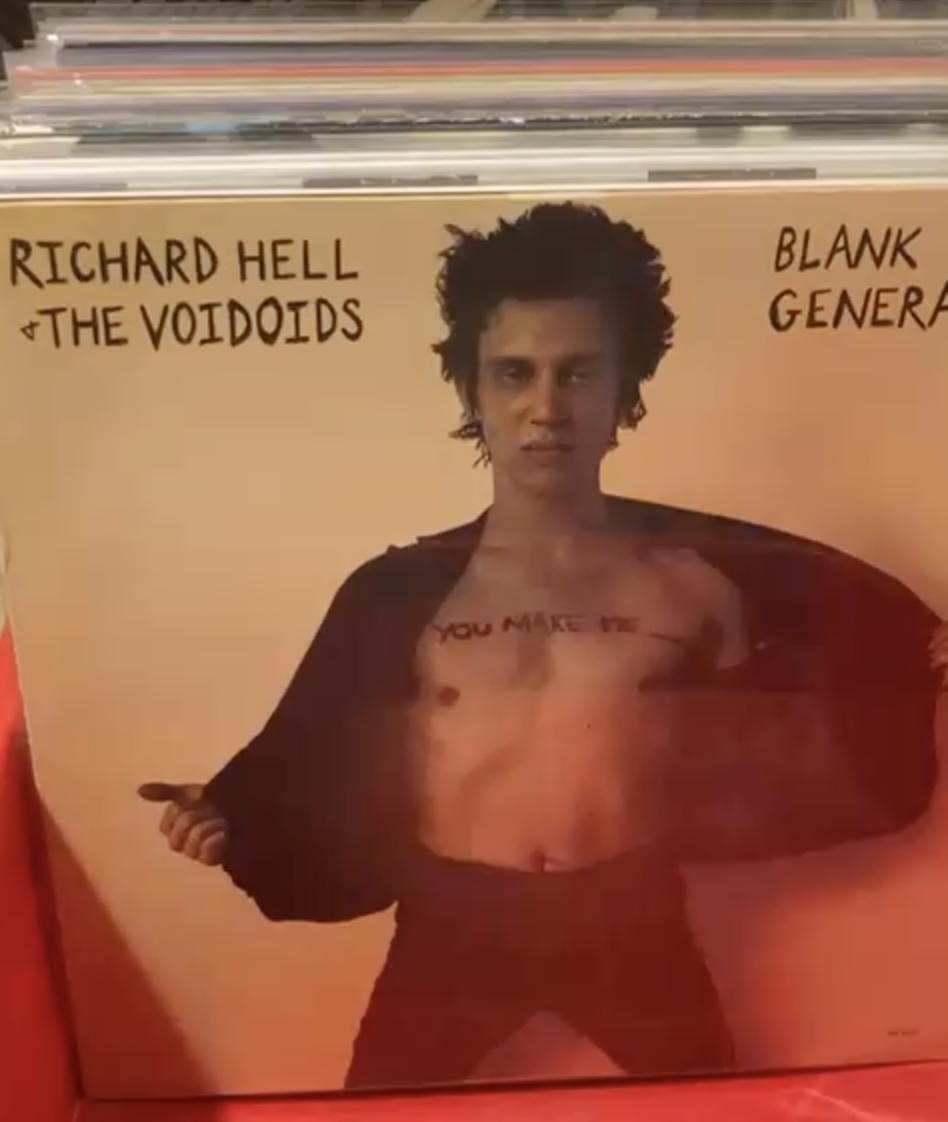 RICHARD HELL
&THE VOIDOIDS
BLANK
GENERA
YOU MAKE ME _